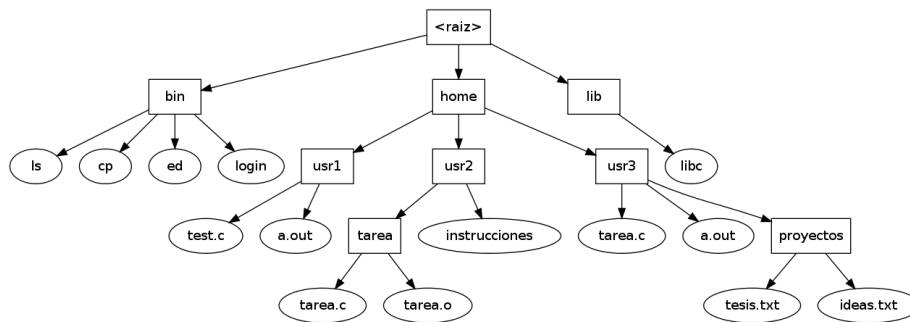 <raiz>
bin
home
lib
ls
cp
ed
login
usr1
usr2
usr3
libc
test.c
a.out
tarea
instrucciones
tarea.c
a.out
proyectos
tarea.c
tarea.o
tesis.txt
ideas.txt